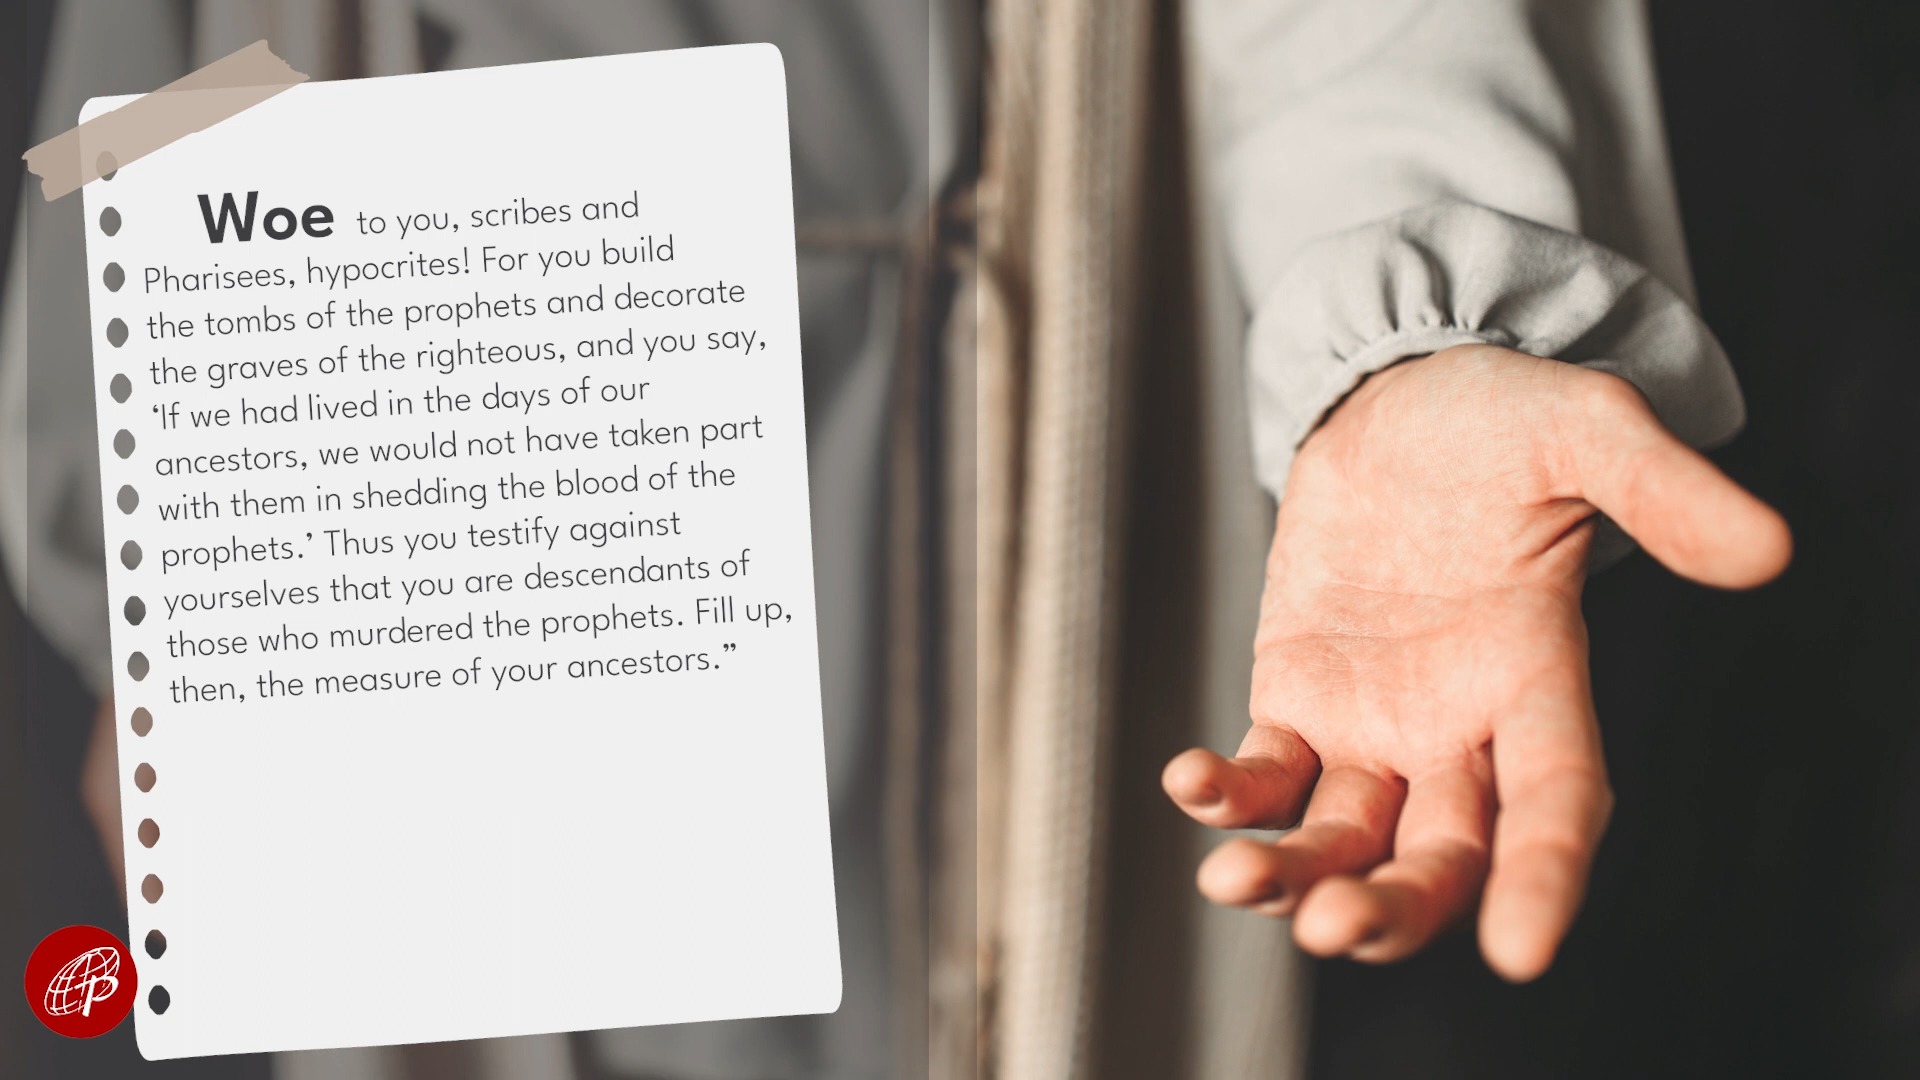 Woe to you, scribes and
Pharisees, hypocrites! For you build
the tombs of the prophets and decorate
the graves of the righteous, and you say,
‘If we had lived in the days of our
ancestors, we would not have taken part
with them in shedding the blood of the
prophets.’ Thus you testify against
yourselves that you are descendants of
those who murdered the prophets. Fill up,
then, the measure of your ancestors.”